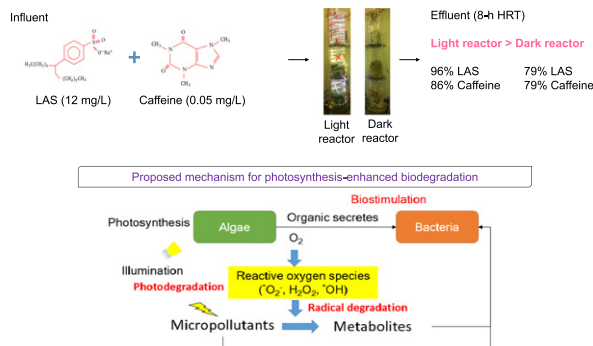 Influent
Effluent (8-h HRT)
Light reactor > Dark reactor
96% LAS 79% LAS
86% Caffeine 79% Caffeine
LAS (12 mg/L)
Caffeine (0.05 mg/L)
Light reactor
Dark reactor
Proposed mechanism for photosynthesis-enhanced biodegradation
Biostimulation
Photosynthesis
Algae
Organic secretes
Bacteria
O₂
Illumination
Photodegradation
Reactive oxygen species
(˙O₂⁻, H₂O₂, ˙OH)
Radical degradation
Micropollutants
Metabolites